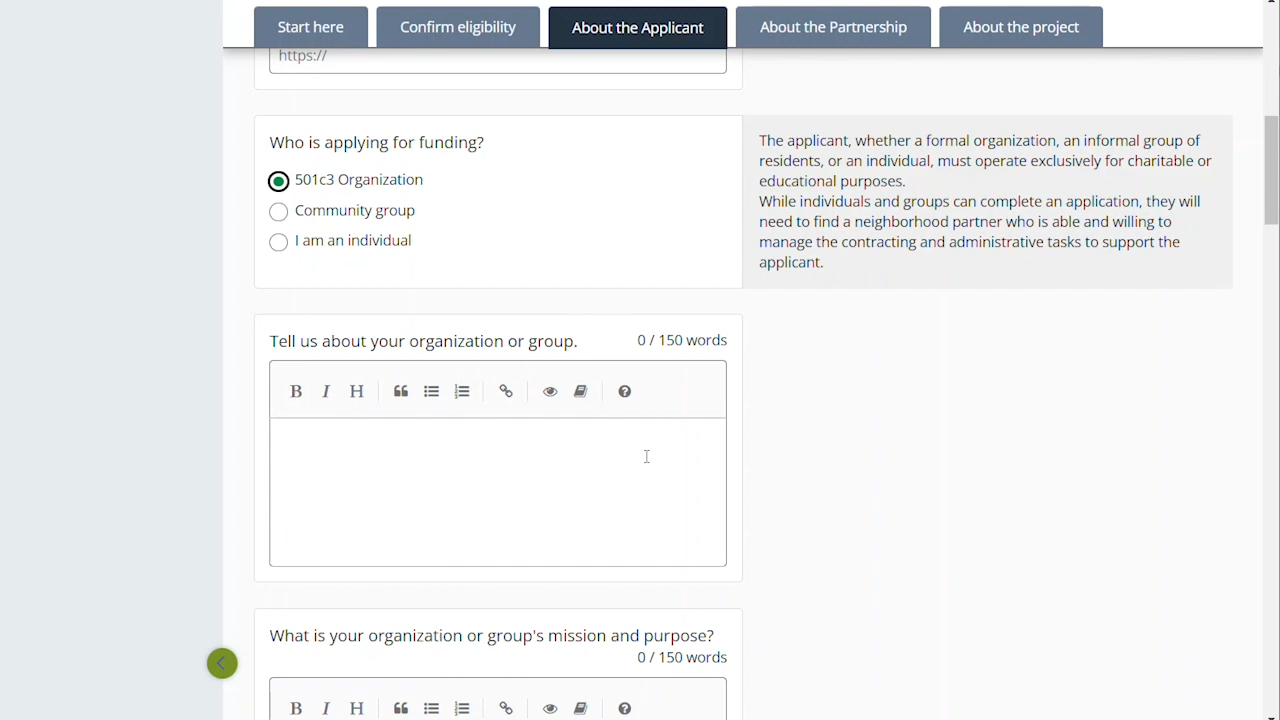 Start here
Confirm eligibility
About the Applicant
About the Partnership
About the project
https://
Who is applying for funding?
501c3 Organization
Community group
I am an individual
The applicant, whether a formal organization, an informal group of
residents, or an individual, must operate exclusively for charitable or
educational purposes.
While individuals and groups can complete an application, they will
need to find a neighborhood partner who is able and willing to
manage the contracting and administrative tasks to support the
applicant.
Tell us about your organization or group.
0 / 150 words
B I H
What is your organization or group's mission and purpose?
0 / 150 words
B I H